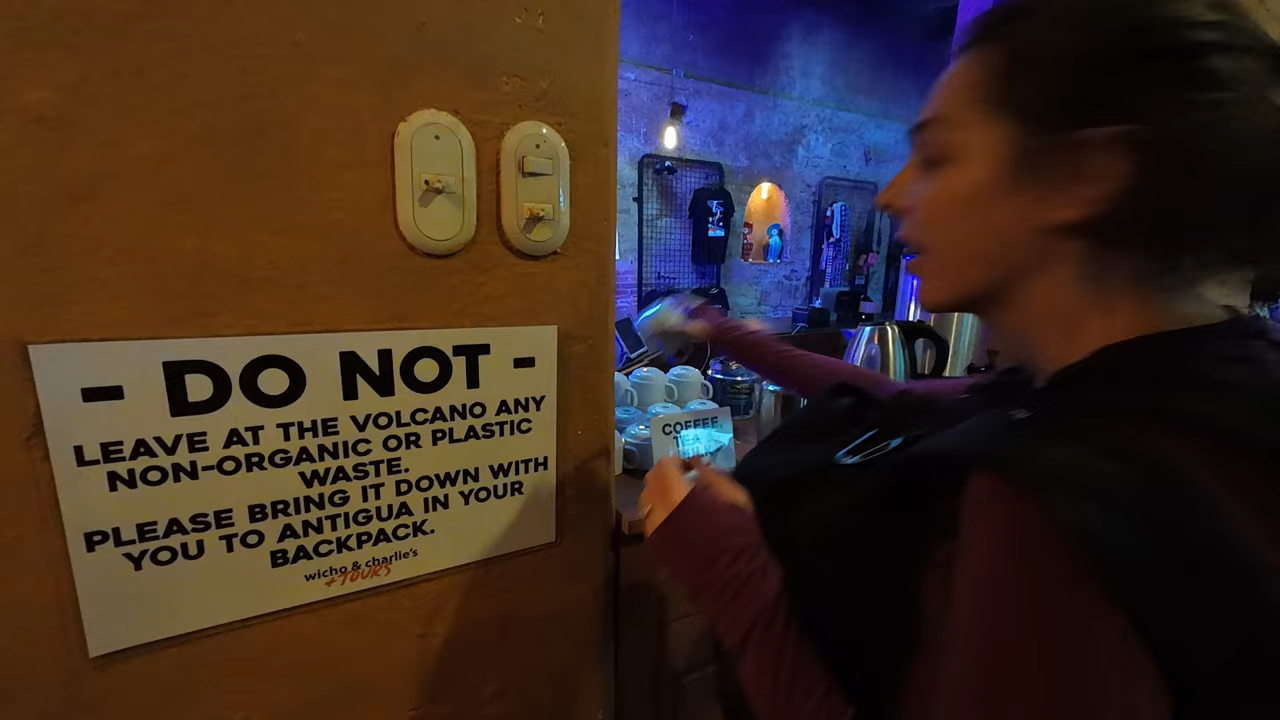 - DO NOT -
LEAVE AT THE VOLCANO ANY
NON-ORGANIC OR PLASTIC
WASTE.
PLEASE BRING IT DOWN WITH
YOU TO ANTIGUA IN YOUR
BACKPACK.
wicho & charlie's
+TOURS
COFFEE
TEA